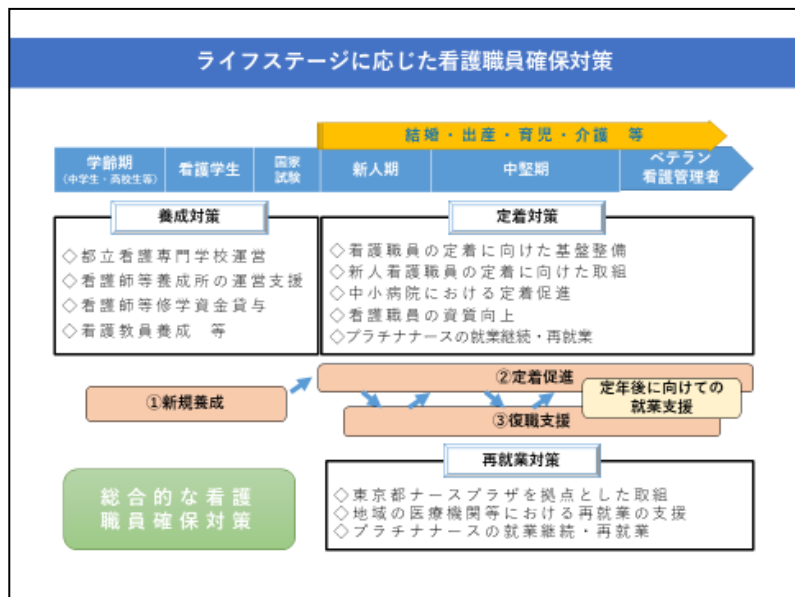 ライフステージに応じた看護職員確保対策
結婚・出産・育児・介護 等
学齢期
(中学生・高校生等)
看護学生
国家
試験
新人期
中堅期
ベテラン
看護管理者
養成対策
◇都立看護専門学校運営
◇看護師等養成所の運営支援
◇看護師等修学資金貸与
◇看護教員養成 等
定着対策
◇看護職員の定着に向けた基盤整備
◇新人看護職員の定着に向けた取組
◇中小病院における定着促進
◇看護職員の資質向上
◇プラチナナースの就業継続・再就業
①新規養成
②定着促進
定年後に向けての
就業支援
③復職支援
再就業対策
◇東京都ナースプラザを拠点とした取組
◇地域の医療機関等における再就業の支援
◇プラチナナースの就業継続・再就業
総合的な看護
職員確保対策